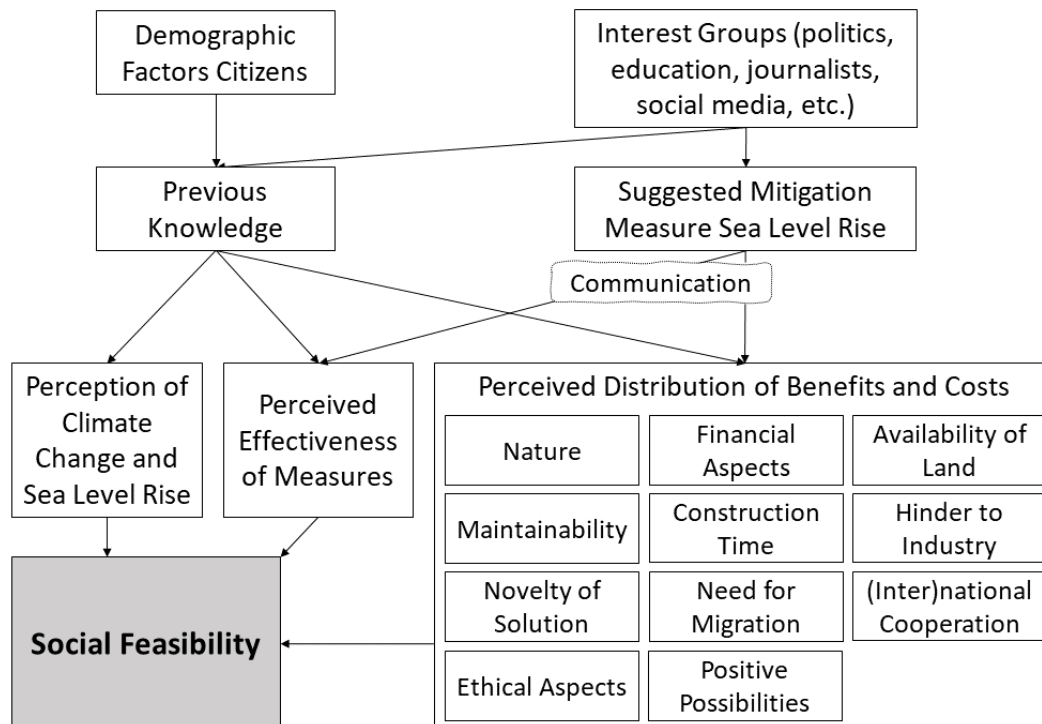 Demographic
Factors Citizens
Interest Groups (politics,
education, journalists,
social media, etc.)
Previous
Knowledge
Suggested Mitigation
Measure Sea Level Rise
Communication
Perception of
Climate
Change and
Sea Level Rise
Perceived
Effectiveness
of Measures
Perceived Distribution of Benefits and Costs
Nature
Financial
Aspects
Availability of
Land
Maintainability
Construction
Time
Hinder to
Industry
Novelty of
Solution
Need for
Migration
(Inter)national
Cooperation
Ethical Aspects
Positive
Possibilities
Social Feasibility